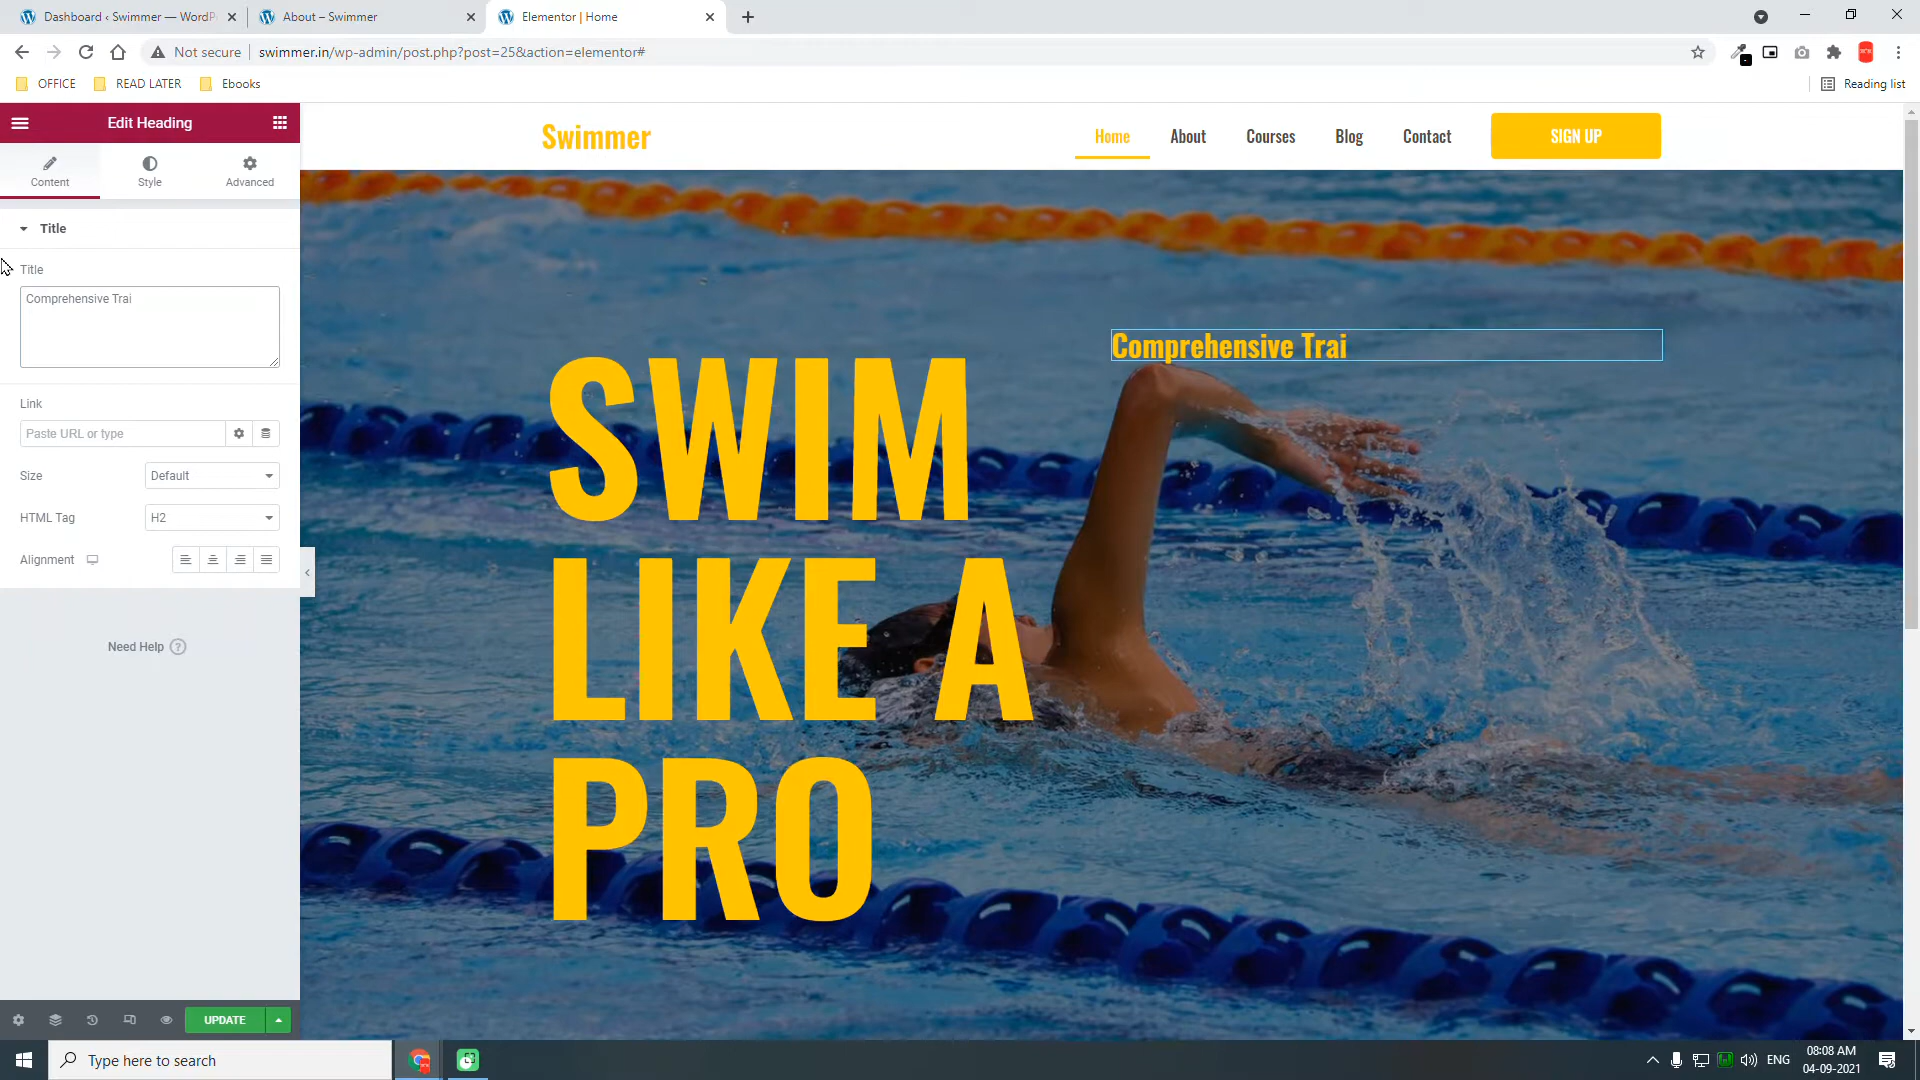 Dashboard ‹ Swimmer — WordP
About – Swimmer
Elementor | Home
Not secure
swimmer.in/wp-admin/post.php?post=25&action=elementor#
OFFICE
READ LATER
Ebooks
Reading list
Edit Heading
Content
Style
Advanced
Title
Title
Comprehensive Trai
Link
Paste URL or type
Size
Default
HTML Tag
H2
Alignment
Need Help
UPDATE
Swimmer
Home
About
Courses
Blog
Contact
SIGN UP
Comprehensive Trai
SWIM
LIKE A
PRO
Type here to search
ENG
08:08 AM
04-09-2021